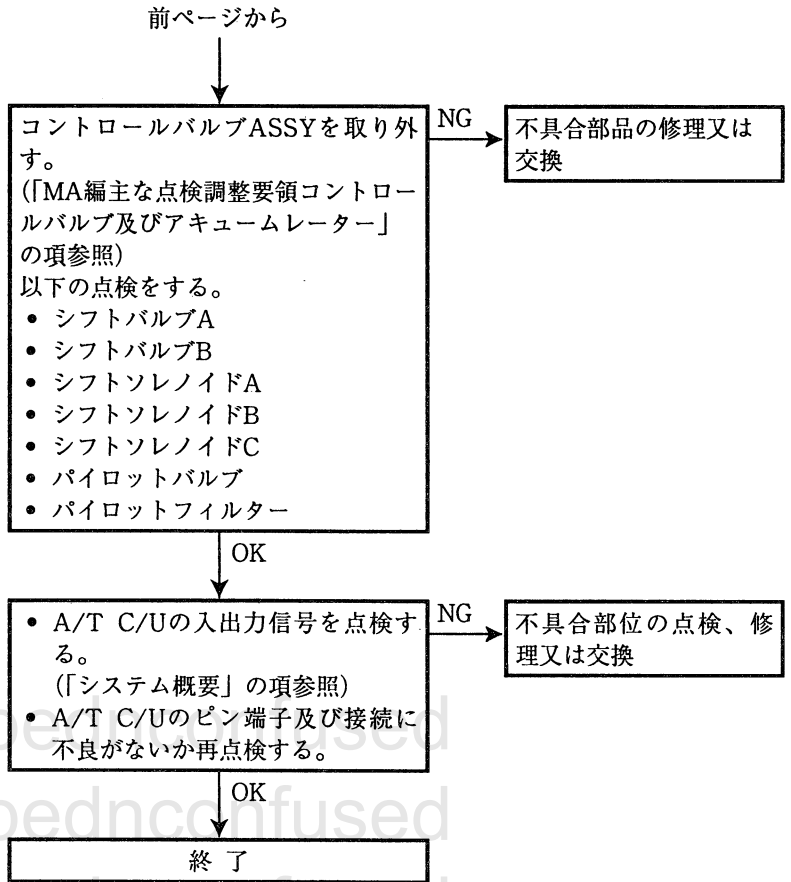 前ページから
コントロールバルブASSYを取り外
す。
(「MA編主な点検調整要領コントロー
ルバルブ及びアキュームレーター」
の項参照)
以下の点検をする。
• シフトバルブA
• シフトバルブB
• シフトソレノイドA
• シフトソレノイドB
• シフトソレノイドC
• パイロットバルブ
• パイロットフィルター
NG
不具合部品の修理又は
交換
OK
• A/T C/Uの入出力信号を点検す
る。
(「システム概要」の項参照)
• A/T C/Uのピン端子及び接続に
不良がないか再点検する。
NG
不具合部位の点検、修
理又は交換
OK
終 了
pednconfused
pednconfused